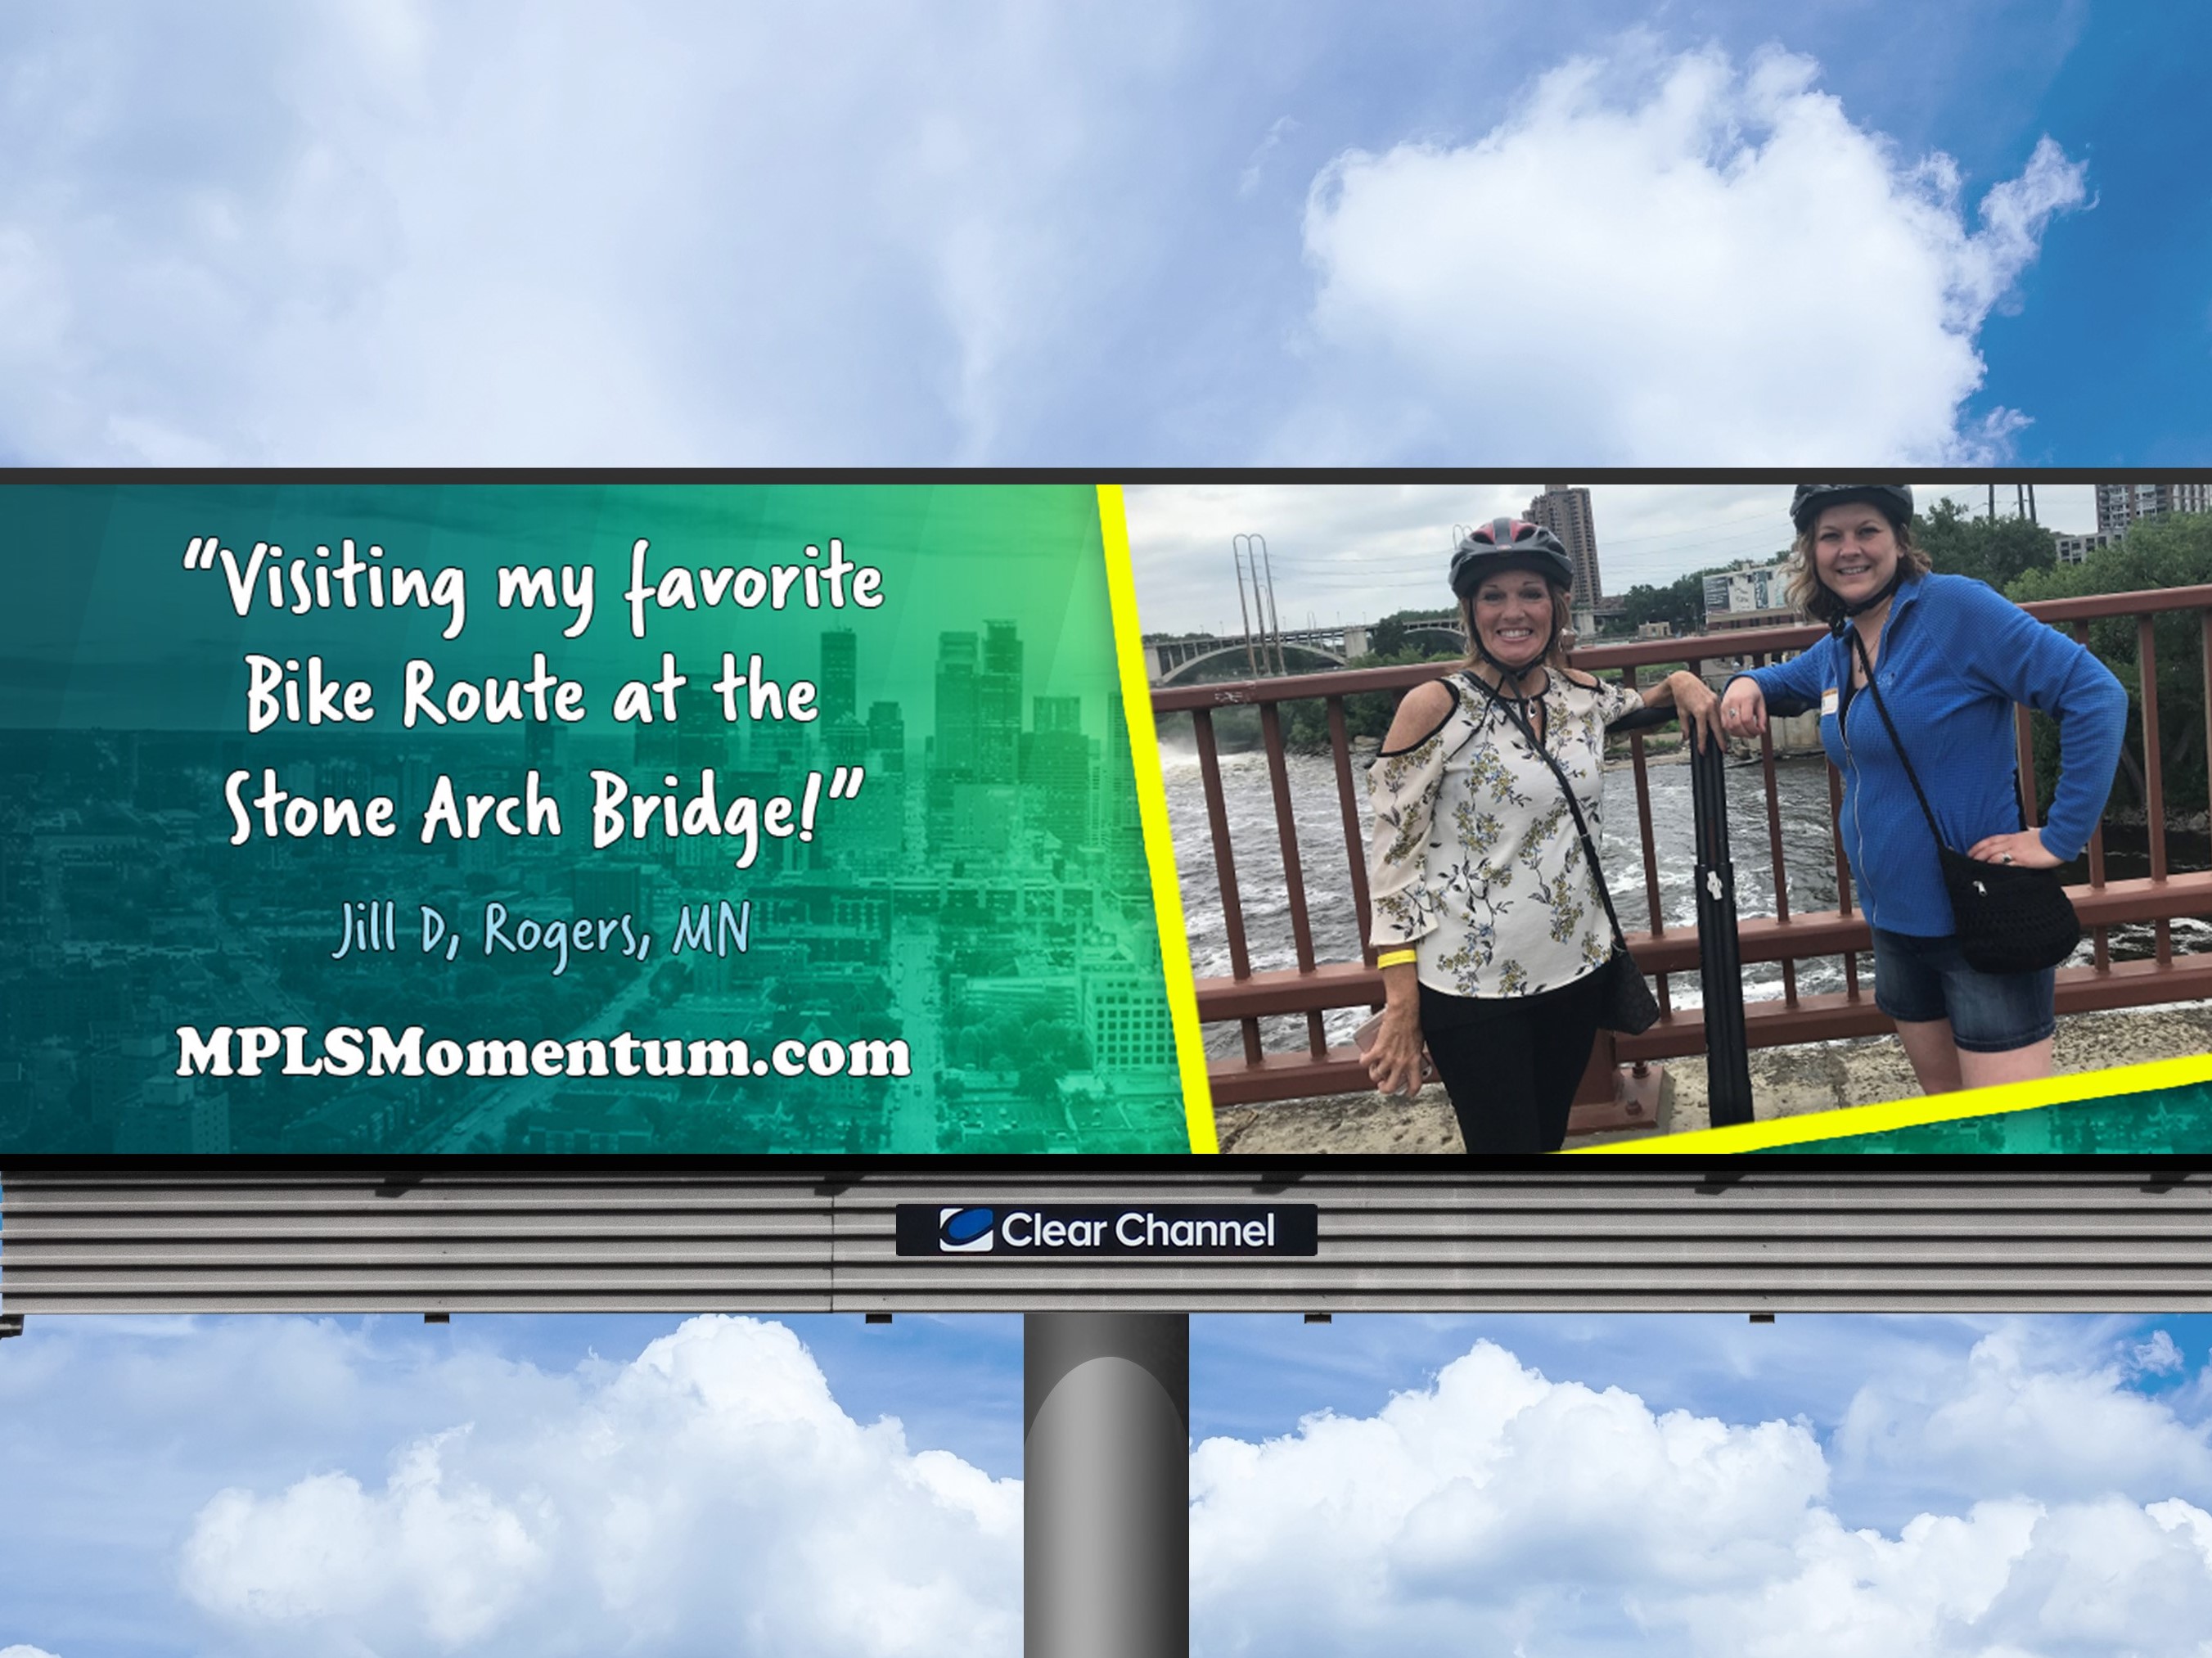 “Visiting my favorite
Bike Route at the
Stone Arch Bridge!”
Jill D, Rogers, MN
MPLSMomentum.com
Clear Channel